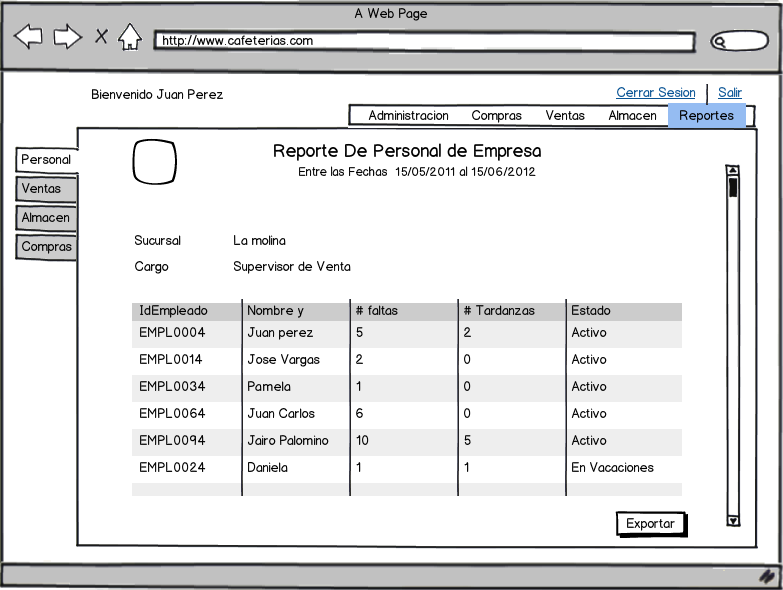 A Web Page
http://www.cafeterias.com
Bienvenido Juan Perez
Cerrar Sesion Salir
Administracion Compras Ventas Almacen Reportes
Personal
Ventas
Almacen
Compras
Reporte De Personal de Empresa
Entre las Fechas 15/05/2011 al 15/06/2012
Sucursal La molina
Cargo Supervisor de Venta
IdEmpleado Nombre y # faltas # Tardanzas Estado
EMPL0004 Juan perez 5 2 Activo
EMPL0014 Jose Vargas 2 0 Activo
EMPL0034 Pamela 1 0 Activo
EMPL0064 Juan Carlos 6 0 Activo
EMPL0094 Jairo Palomino 10 5 Activo
EMPL0024 Daniela 1 1 En Vacaciones
Exportar